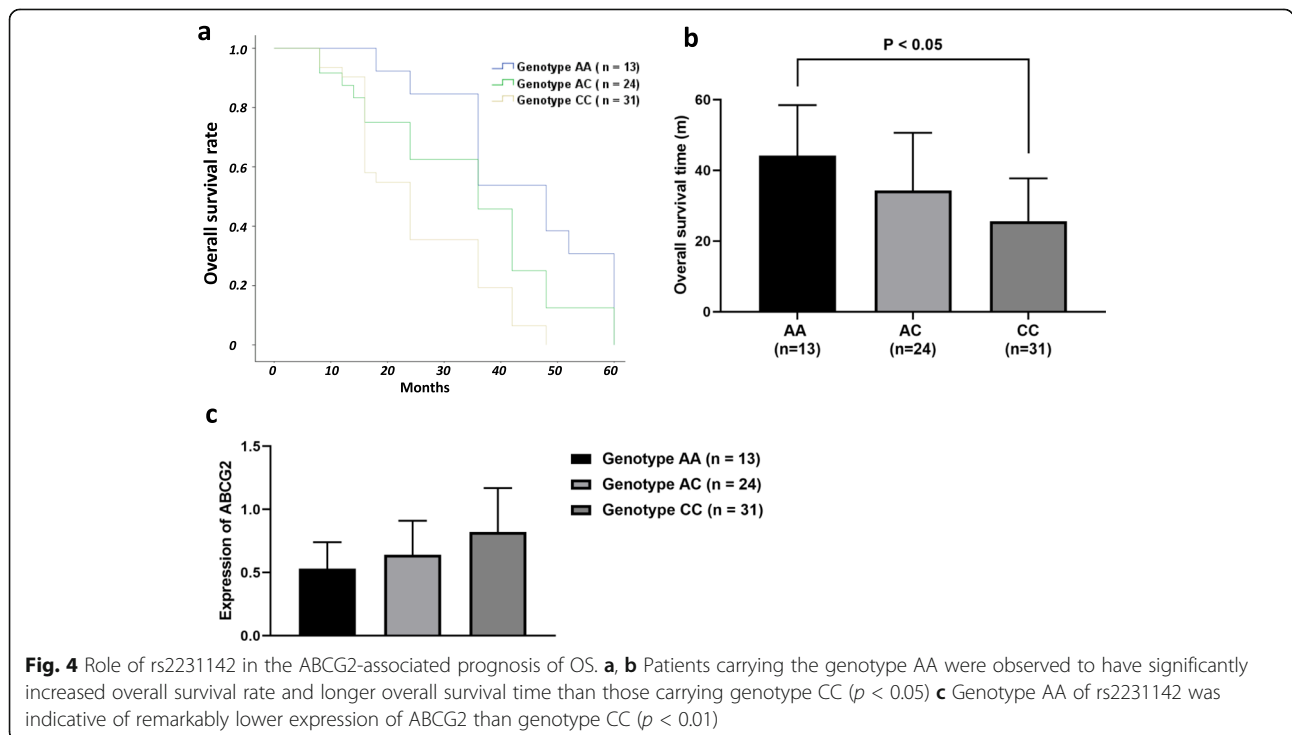 a
1.0
0.8
0.6
0.4
0.2
0
Overall survival rate
0 10 20 30 40 50 60
Months
Genotype AA ( n = 13)
Genotype AC ( n = 24)
Genotype CC ( n = 31)
b
P < 0.05
60
40
20
0
Overall survival time (m)
AA AC CC
(n=13) (n=24) (n=31)
c
1.5
1.0
0.5
0.0
Expression of ABCG2
Genotype AA (n = 13)
Genotype AC (n = 24)
Genotype CC (n = 31)
Fig. 4 Role of rs2231142 in the ABCG2-associated prognosis of OS. a, b Patients carrying the genotype AA were observed to have significantly
increased overall survival rate and longer overall survival time than those carrying genotype CC (p < 0.05) c Genotype AA of rs2231142 was
indicative of remarkably lower expression of ABCG2 than genotype CC (p < 0.01)